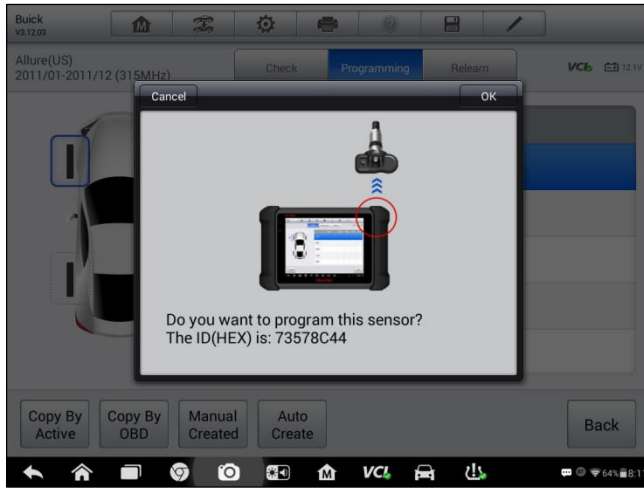 Buick
V3.12.03
Allure(US)
2011/01-2011/12 (315MHz)
Check
Programming
Relearn
VCI
12.1V
Cancel
OK
Do you want to program this sensor?
The ID(HEX) is: 73578C44
Copy By
Active
Copy By
OBD
Manual
Created
Auto
Create
Back
M
VCI
64%